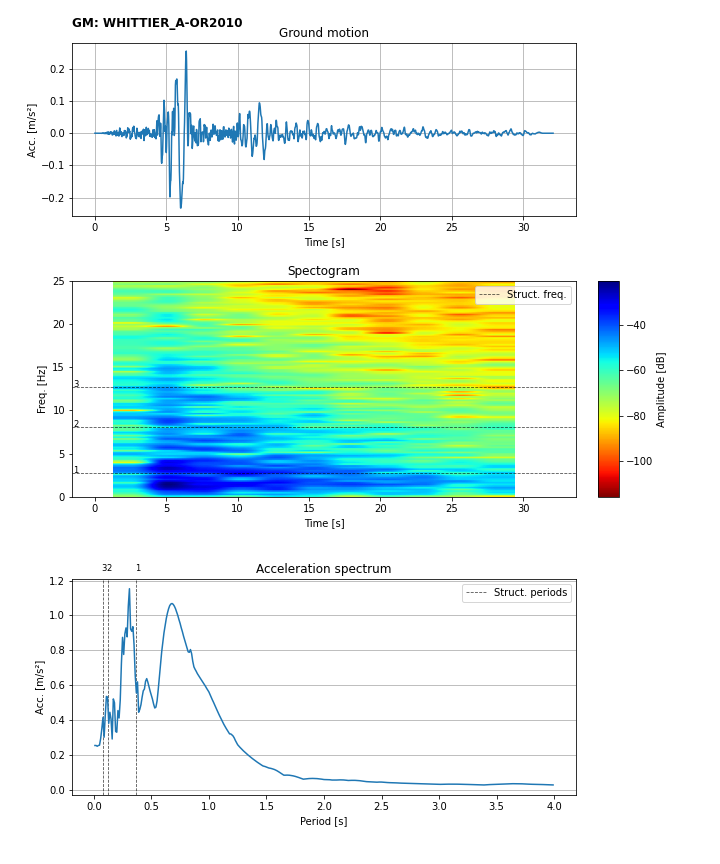 GM: WHITTIER_A-OR2010
Ground motion
Acc. [m/s²]
0.2
0.1
0.0
−0.1
−0.2
0 5 10 15 20 25 30
Time [s]
Spectogram
Freq. [Hz]
25
20
15
10
5
0
3
2
1
Struct. freq.
0 5 10 15 20 25 30
Time [s]
−40
−60
−80
−100
Amplitude [dB]
32 1
Acceleration spectrum
Acc. [m/s²]
1.2
1.0
0.8
0.6
0.4
0.2
0.0
Struct. periods
0.0 0.5 1.0 1.5 2.0 2.5 3.0 3.5 4.0
Period [s]